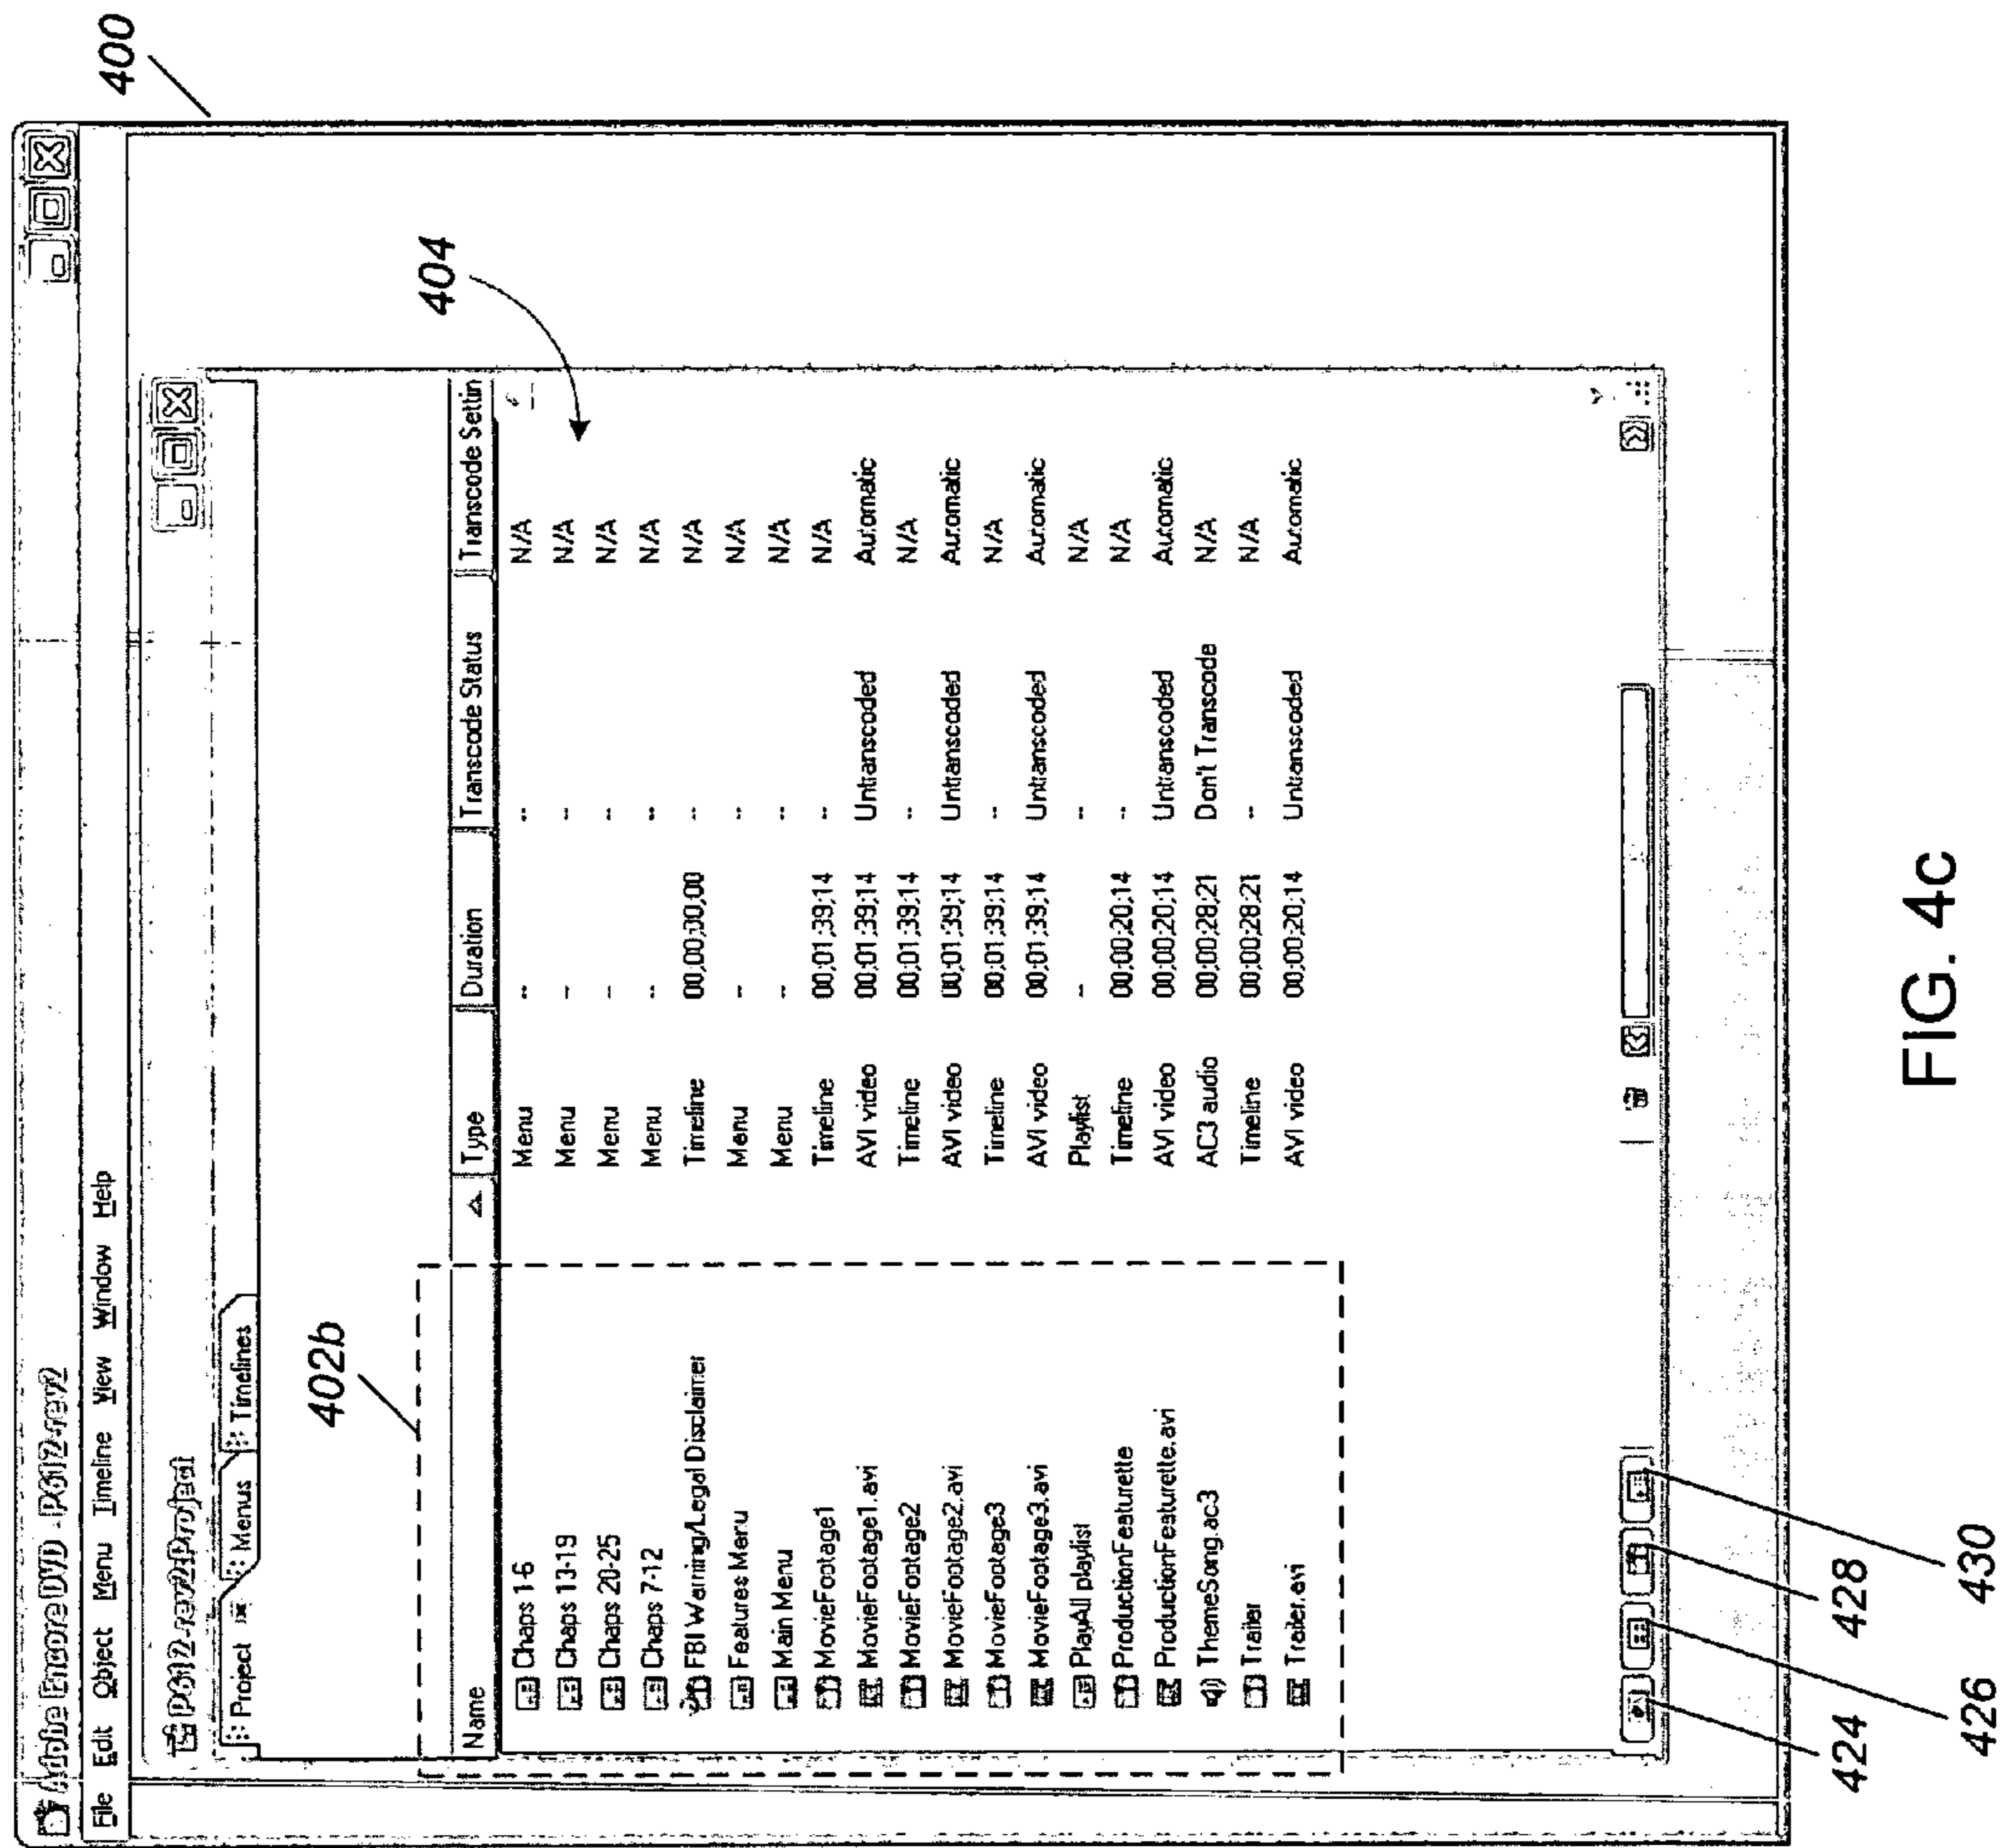 Adobe Encore DVD - P612-rev2
File Edit Object Menu Timeline View Window Help
400
P612-rev2:Project
Project Menus Timelines
402b
404
Name Type Duration Transcode Status Transcode Settin
Chaps 1-6 Menu -- -- N/A
Chaps 13-19 Menu -- -- N/A
Chaps 20-25 Menu -- -- N/A
Chaps 7-12 Menu -- -- N/A
FBI Warning/Legal Disclaimer Timeline 00;00;00;00 -- N/A
Features Menu Menu -- -- N/A
Main Menu Menu -- -- N/A
MovieFootage1 Timeline 00;01;39;14 -- N/A
MovieFootage1.avi AVI video 00;01;39;14 Untranscoded Automatic
MovieFootage2 Timeline 00;01;39;14 -- N/A
MovieFootage2.avi AVI video 00;01;39;14 Untranscoded Automatic
MovieFootage3 Timeline 00;01;39;14 -- N/A
MovieFootage3.avi AVI video 00;01;39;14 Untranscoded Automatic
PlayAll playlist Playlist -- -- N/A
ProductionFeaturette Timeline 00;00;20;14 -- N/A
ProductionFeaturette.avi AVI video 00;00;20;14 Untranscoded Automatic
ThemeSong.ac3 AC3 audio 00;00;28;21 Don't Transcode N/A
Trailer Timeline 00;00;28;21 -- N/A
Trailer.avi AVI video 00;00;20;14 Untranscoded Automatic
424
426
428
430
FIG. 4c